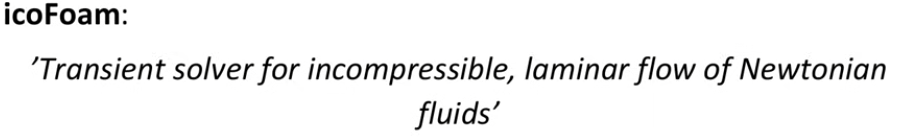 icoFoam:
’Transient solver for incompressible, laminar flow of Newtonian
fluids’